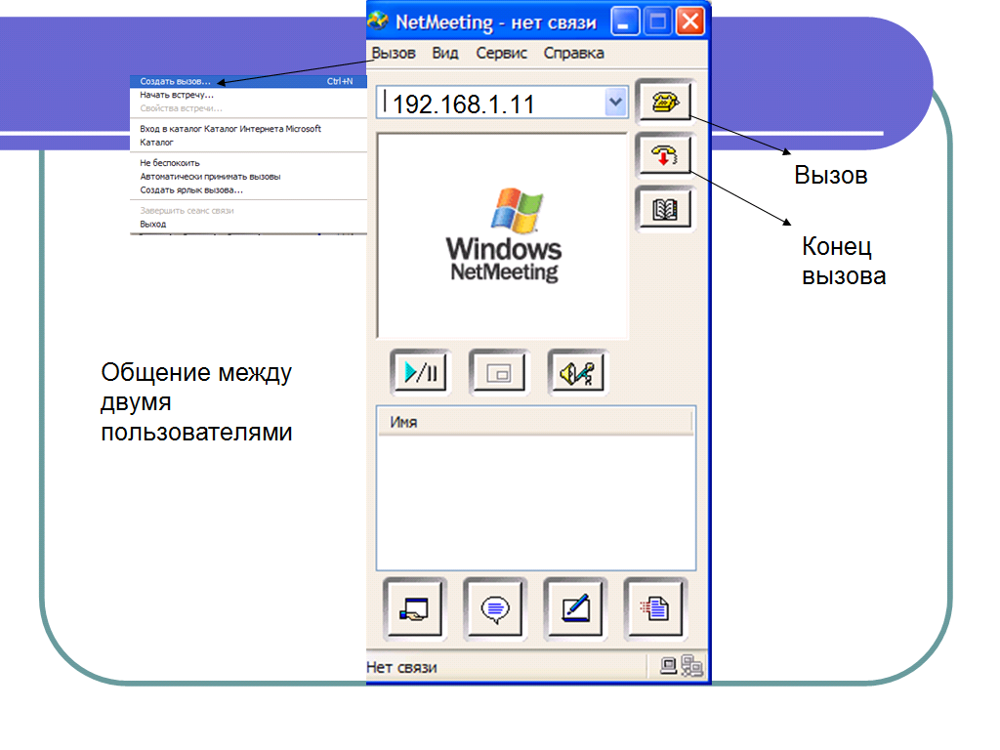 NetMeeting - нет связи
Вызов Вид Сервис Справка
Создать вызов... Ctrl+N
Начать встречу...
Свойства встречи...
Вход в каталог Каталог Интернета Microsoft
Каталог
Не беспокоить
Автоматически принимать вызовы
Создать ярлык вызова...
Завершить сеанс связи
Выход
192.168.1.11
Вызов
Конец
вызова
Windows
NetMeeting
Общение между
двумя
пользователями
Имя
Нет связи